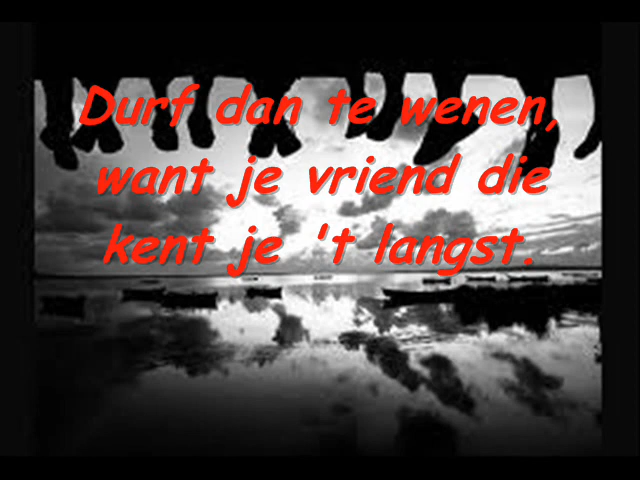 Durf dan te wenen,
want je vriend die
kent je 't langst.